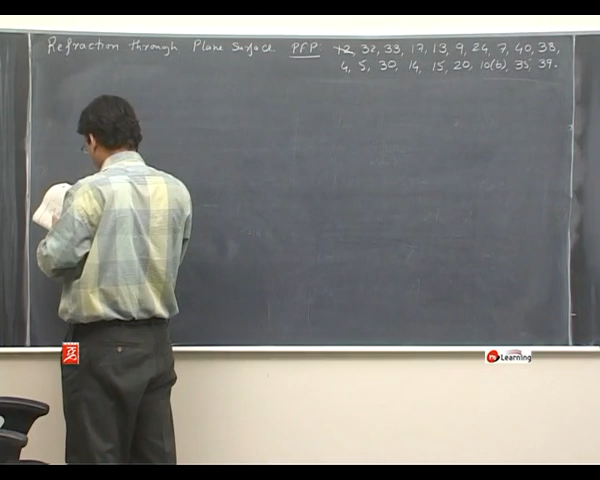 Refraction through Plane Surface PFP: 12, 32, 33, 17, 13, 9, 24, 7, 40, 38,
4, 5, 30, 14, 15, 20, 10(b), 35, 39.
Learning